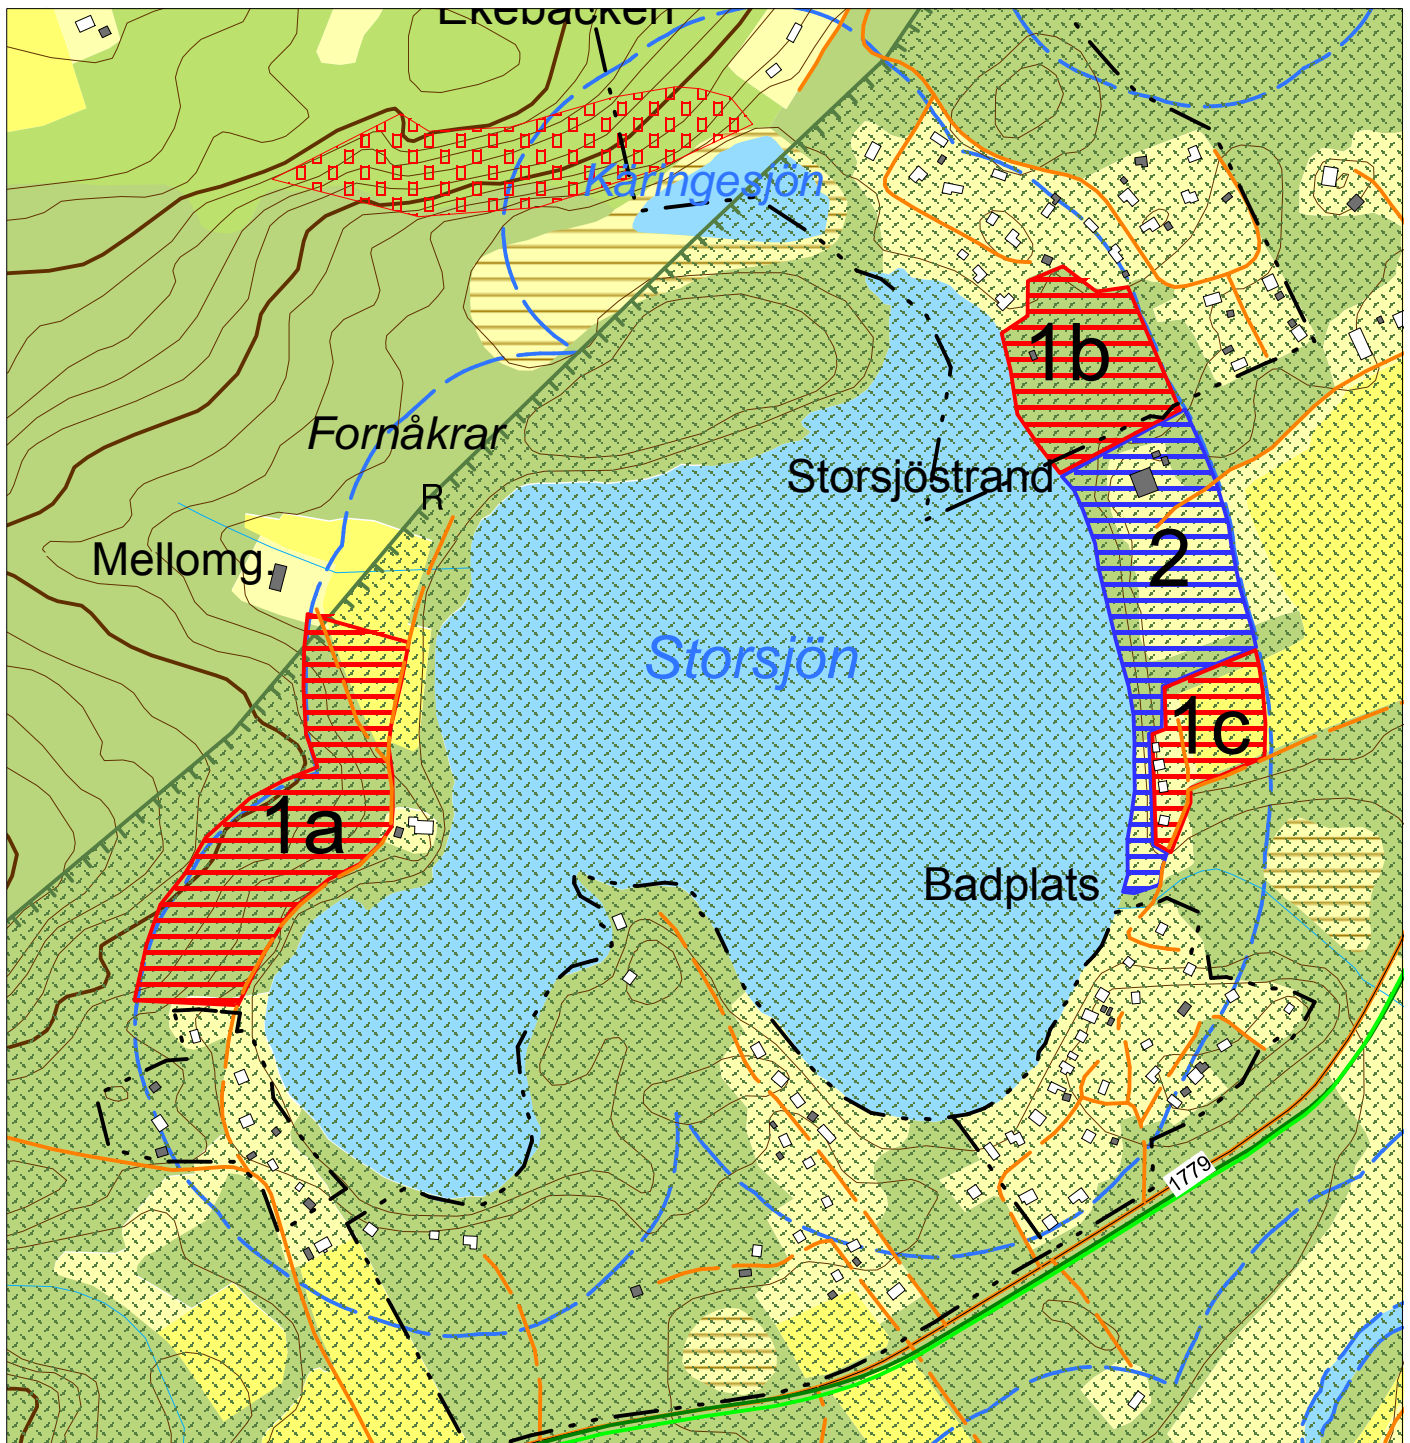 Ekebacken
Käringesjön
1b
Fornåkrar
R
Storsjöstrand
Mellomg.
2
Storsjön
1c
1a
Badplats
1779